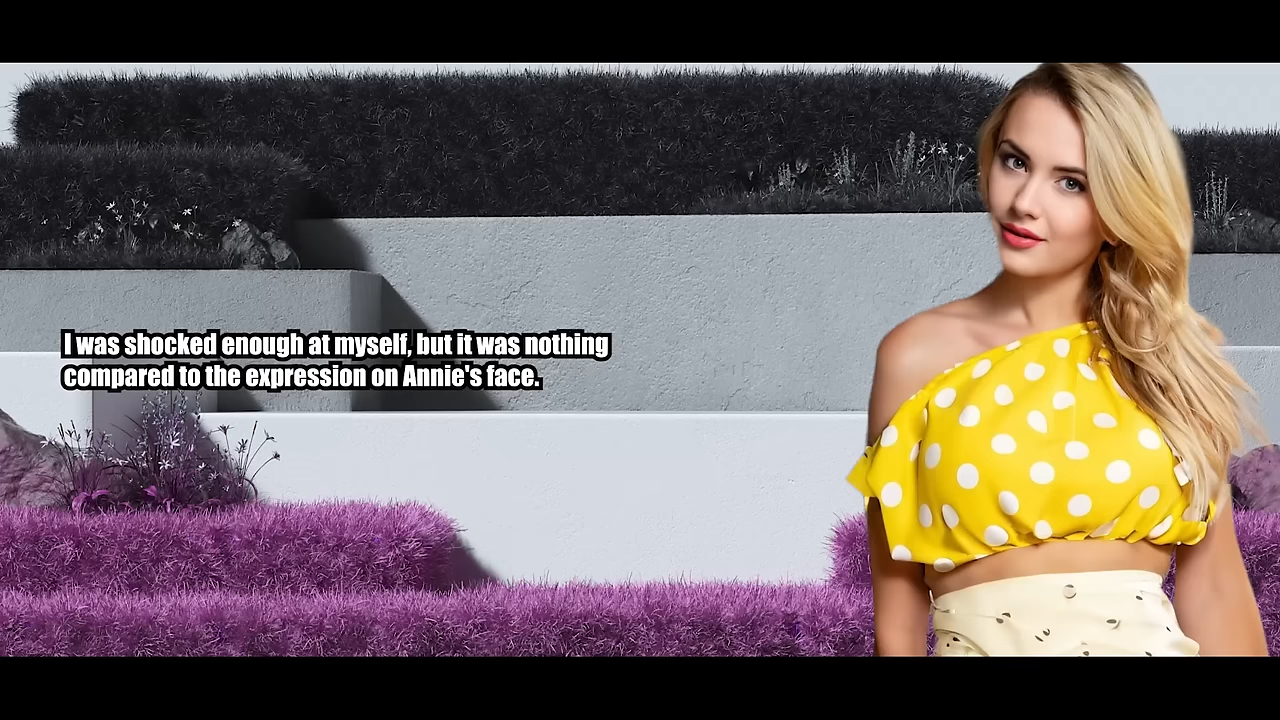 I was shocked enough at myself, but it was nothing
compared to the expression on Annie's face.